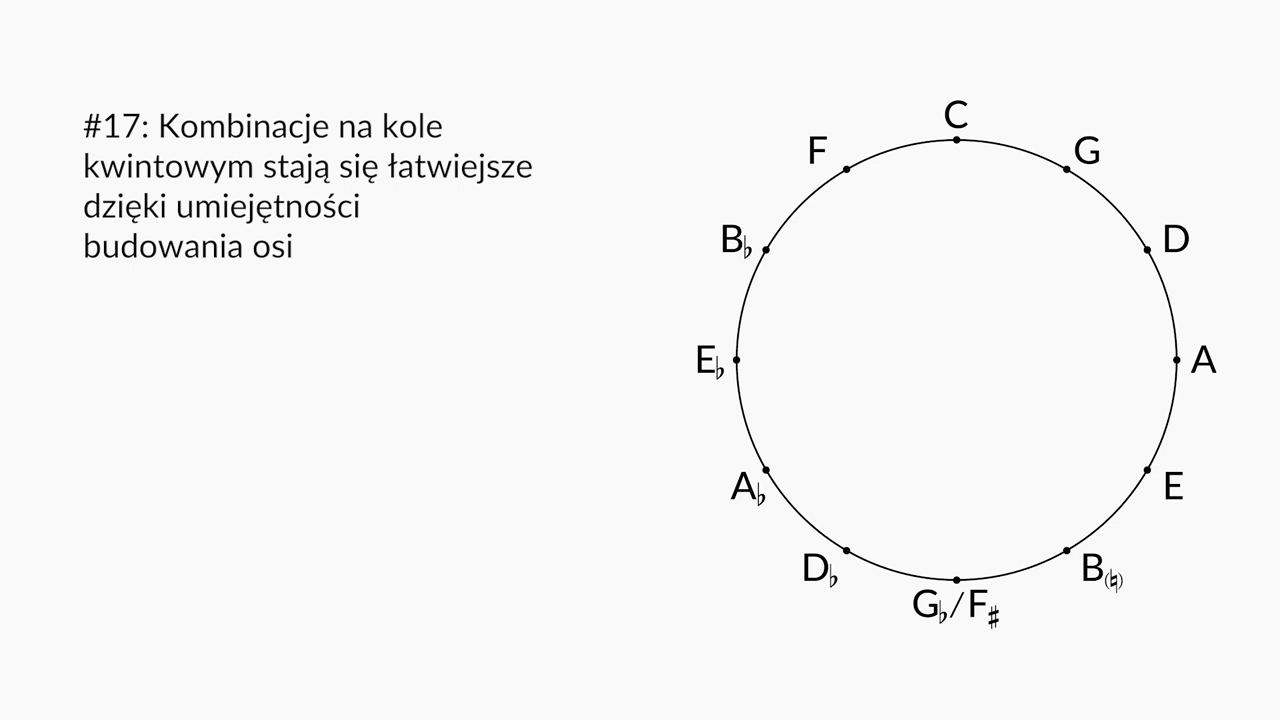 #17: Kombinacje na kole
kwintowym stają się łatwiejsze
dzięki umiejętności
budowania osi
C
F
G
B♭
D
E♭
A
A♭
E
D♭
B(♮)
G♭/F♯